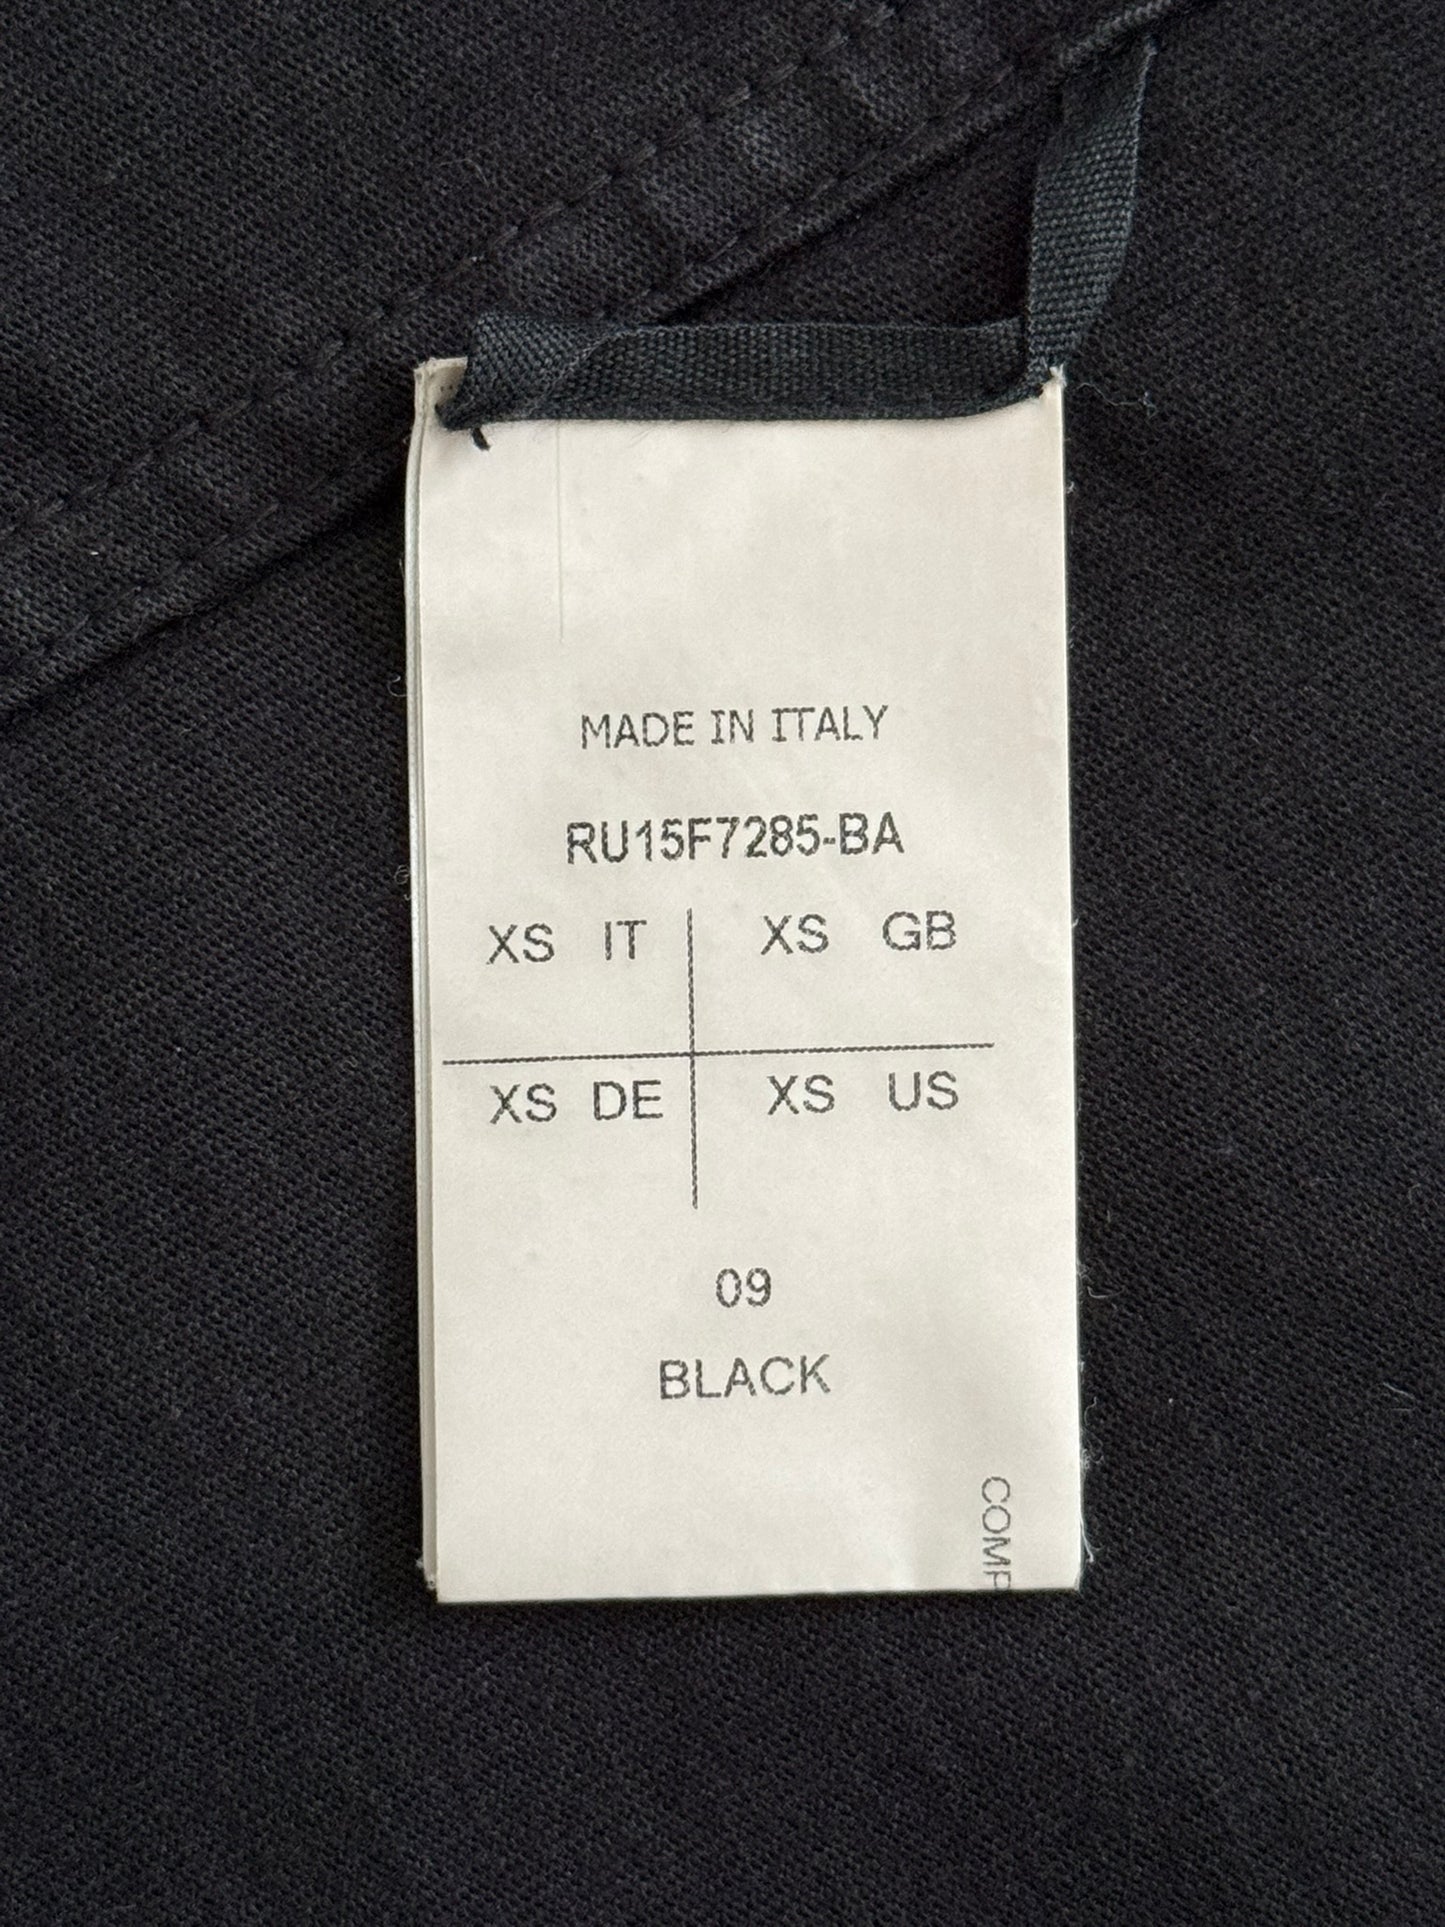 MADE IN ITALY
RU15F7285-BA
XS IT XS GB
XS DE XS US
09
BLACK
COMP